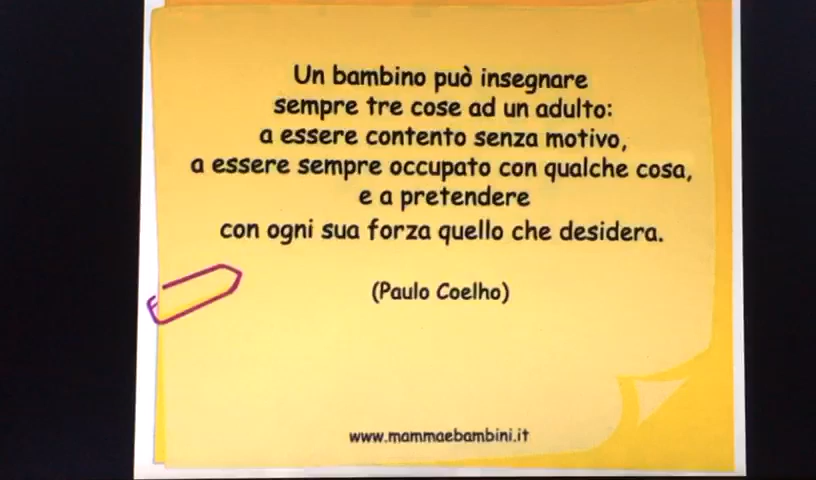 Un bambino può insegnare
sempre tre cose ad un adulto:
a essere contento senza motivo,
a essere sempre occupato con qualche cosa,
e a pretendere
con ogni sua forza quello che desidera.
(Paulo Coelho)
www.mammaebambini.it